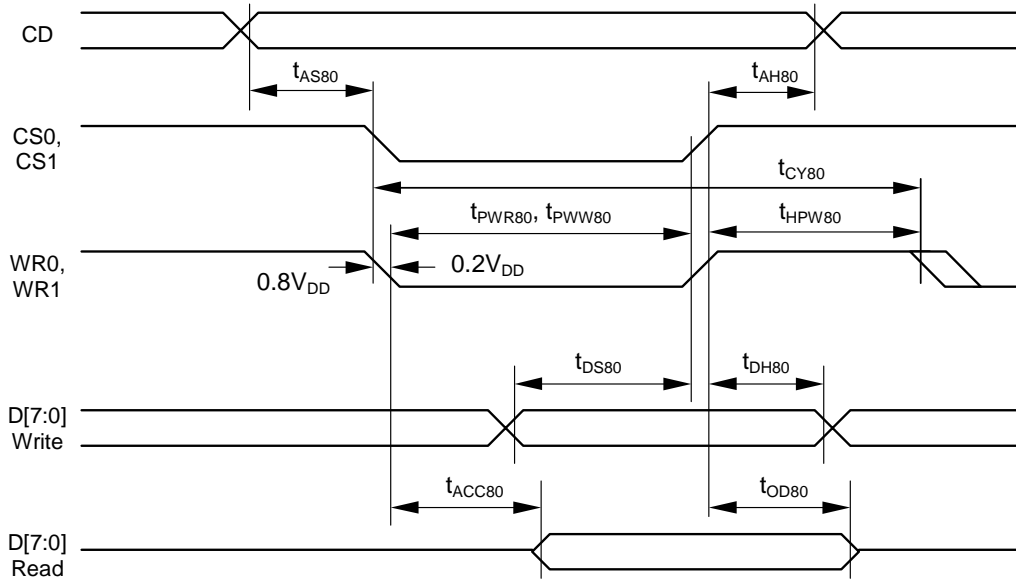 CD
tAS80
tAH80
CS0,
CS1
tCY80
tPWR80, tPWW80
tHPW80
WR0,
WR1
0.8VDD
0.2VDD
tDS80
tDH80
D[7:0]
Write
tACC80
tOD80
D[7:0]
Read